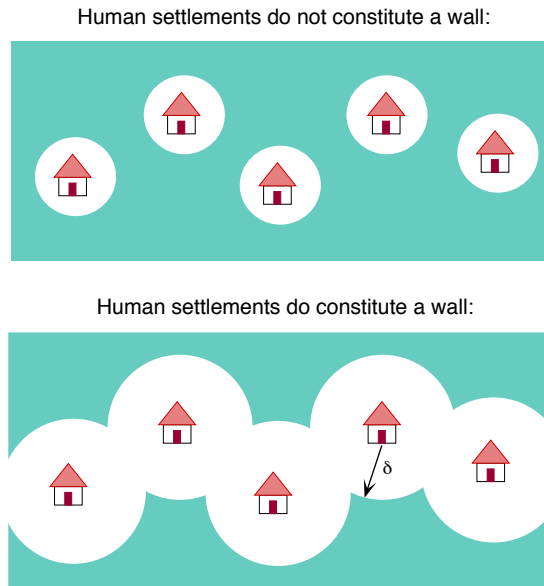 Human settlements do not constitute a wall:
Human settlements do constitute a wall:
δ